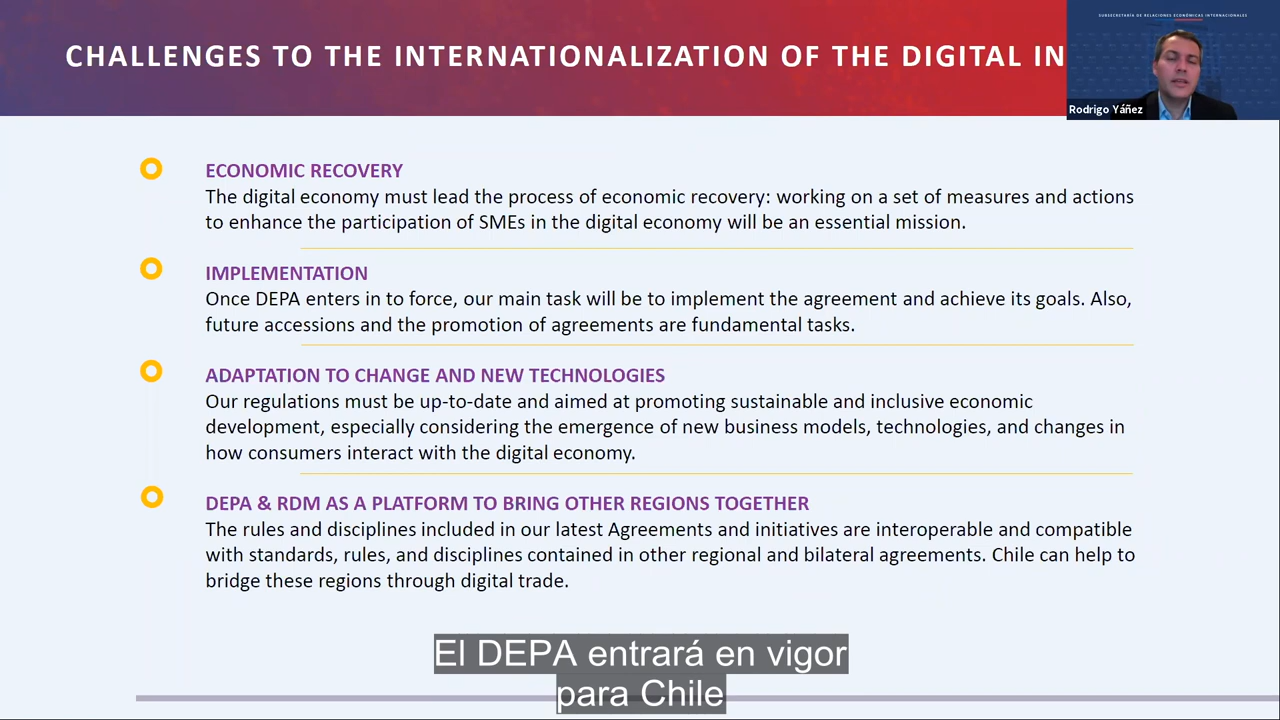 SUBSECRETARÍA DE RELACIONES ECONÓMICAS INTERNACIONALES
CHALLENGES TO THE INTERNATIONALIZATION OF THE DIGITAL IN
Rodrigo Yáñez
ECONOMIC RECOVERY
The digital economy must lead the process of economic recovery: working on a set of measures and actions
to enhance the participation of SMEs in the digital economy will be an essential mission.
IMPLEMENTATION
Once DEPA enters in to force, our main task will be to implement the agreement and achieve its goals. Also,
future accessions and the promotion of agreements are fundamental tasks.
ADAPTATION TO CHANGE AND NEW TECHNOLOGIES
Our regulations must be up-to-date and aimed at promoting sustainable and inclusive economic
development, especially considering the emergence of new business models, technologies, and changes in
how consumers interact with the digital economy.
DEPA & RDM AS A PLATFORM TO BRING OTHER REGIONS TOGETHER
The rules and disciplines included in our latest Agreements and initiatives are interoperable and compatible
with standards, rules, and disciplines contained in other regional and bilateral agreements. Chile can help to
bridge these regions through digital trade.
El DEPA entrará en vigor
para Chile